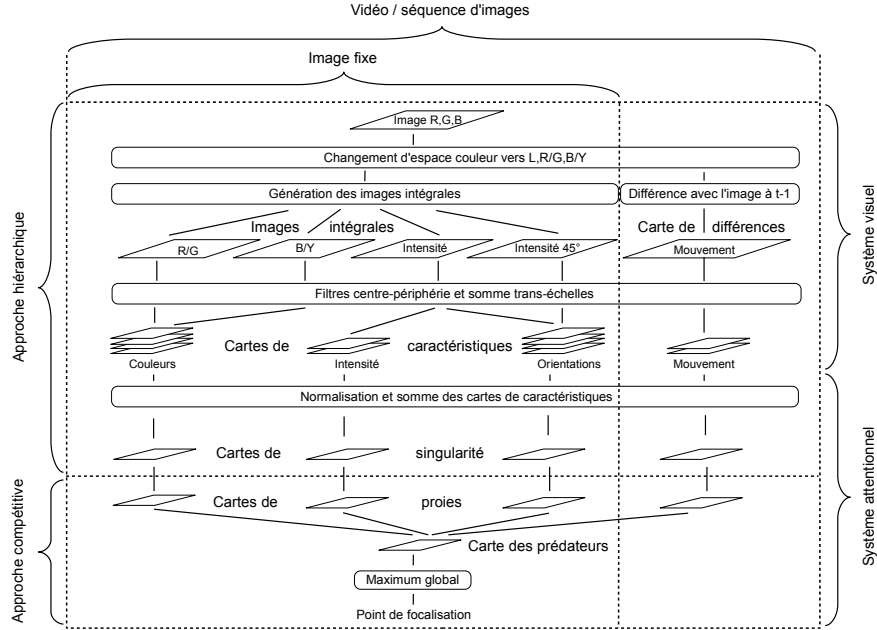 Vidéo / séquence d'images
Image fixe
Image R,G,B
Changement d'espace couleur vers L,R/G,B/Y
Génération des images intégrales
Différence avec l'image à t-1
Images intégrales
Carte de différences
R/G
B/Y
Intensité
Intensité 45°
Mouvement
Filtres centre-périphérie et somme trans-échelles
Cartes de caractéristiques
Couleurs
Intensité
Orientations
Mouvement
Normalisation et somme des cartes de caractéristiques
Cartes de singularité
Cartes de proies
Carte des prédateurs
Maximum global
Point de focalisation
Approche hiérarchique
Approche compétitive
Système visuel
Système attentionnel